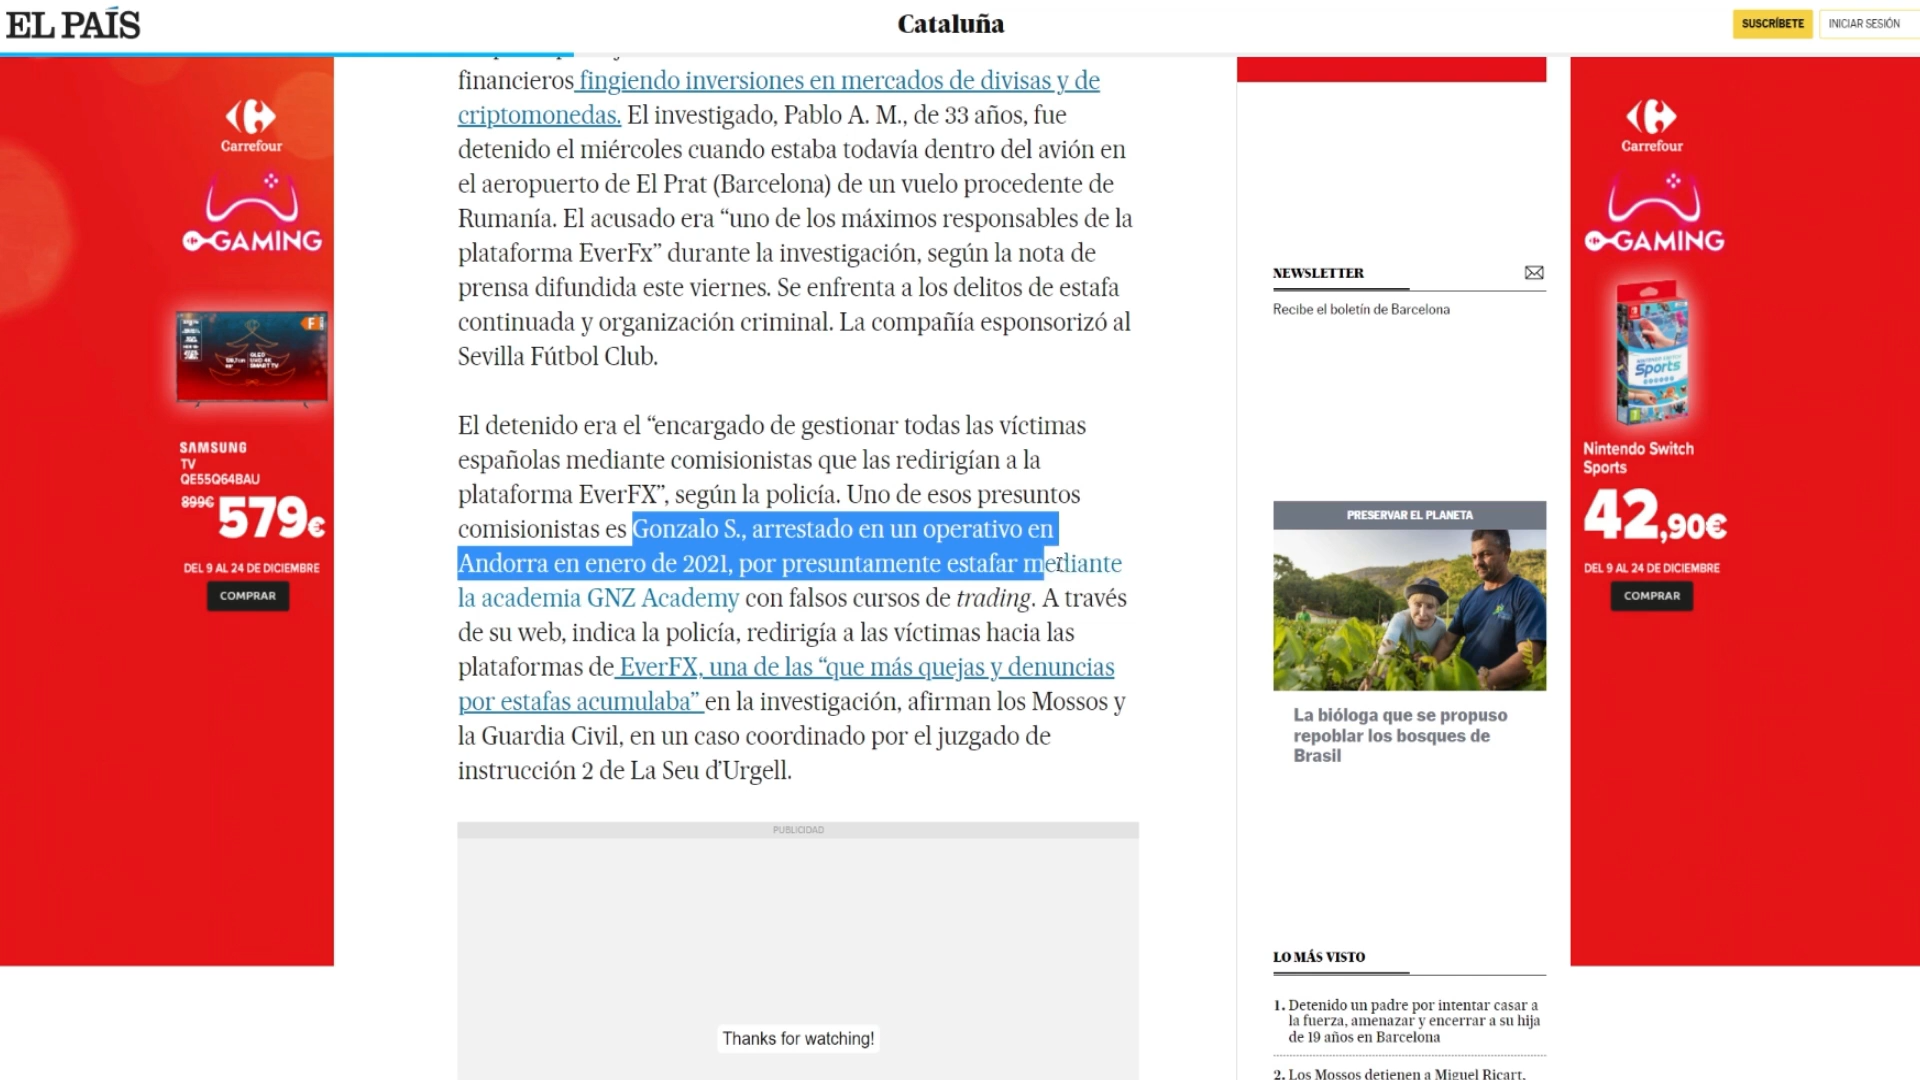 EL PAÍS
Cataluña
SUSCRÍBETE
INICIAR SESIÓN
financieros fingiendo inversiones en mercados de divisas y de
criptomonedas. El investigado, Pablo A. M., de 33 años, fue
detenido el miércoles cuando estaba todavía dentro del avión en
el aeropuerto de El Prat (Barcelona) de un vuelo procedente de
Rumanía. El acusado era “uno de los máximos responsables de la
plataforma EverFx” durante la investigación, según la nota de
prensa difundida este viernes. Se enfrenta a los delitos de estafa
continuada y organización criminal. La compañía esponsorizó al
Sevilla Fútbol Club.
El detenido era el “encargado de gestionar todas las víctimas
españolas mediante comisionistas que las redirigían a la
plataforma EverFX”, según la policía. Uno de esos presuntos
comisionistas es Gonzalo S., arrestado en un operativo en
Andorra en enero de 2021, por presuntamente estafar mediante
la academia GNZ Academy con falsos cursos de trading. A través
de su web, indica la policía, redirigía a las víctimas hacia las
plataformas de EverFX, una de las “que más quejas y denuncias
por estafas acumulaba” en la investigación, afirman los Mossos y
la Guardia Civil, en un caso coordinado por el juzgado de
instrucción 2 de La Seu d’Urgell.
PUBLICIDAD
Thanks for watching!
Carrefour
GAMING
F
QLED
SMART TV
SAMSUNG
TV
QE55Q64BAU
899€ 579€
DEL 9 AL 24 DE DICIEMBRE
COMPRAR
NEWSLETTER
Recibe el boletín de Barcelona
PRESERVAR EL PLANETA
La bióloga que se propuso
repoblar los bosques de
Brasil
LO MÁS VISTO
1. Detenido un padre por intentar casar a
la fuerza, amenazar y encerrar a su hija
de 19 años en Barcelona
2. Los Mossos detienen a Miguel Ricart,
Carrefour
GAMING
Sports
Nintendo Switch
Sports
42,90€
DEL 9 AL 24 DE DICIEMBRE
COMPRAR